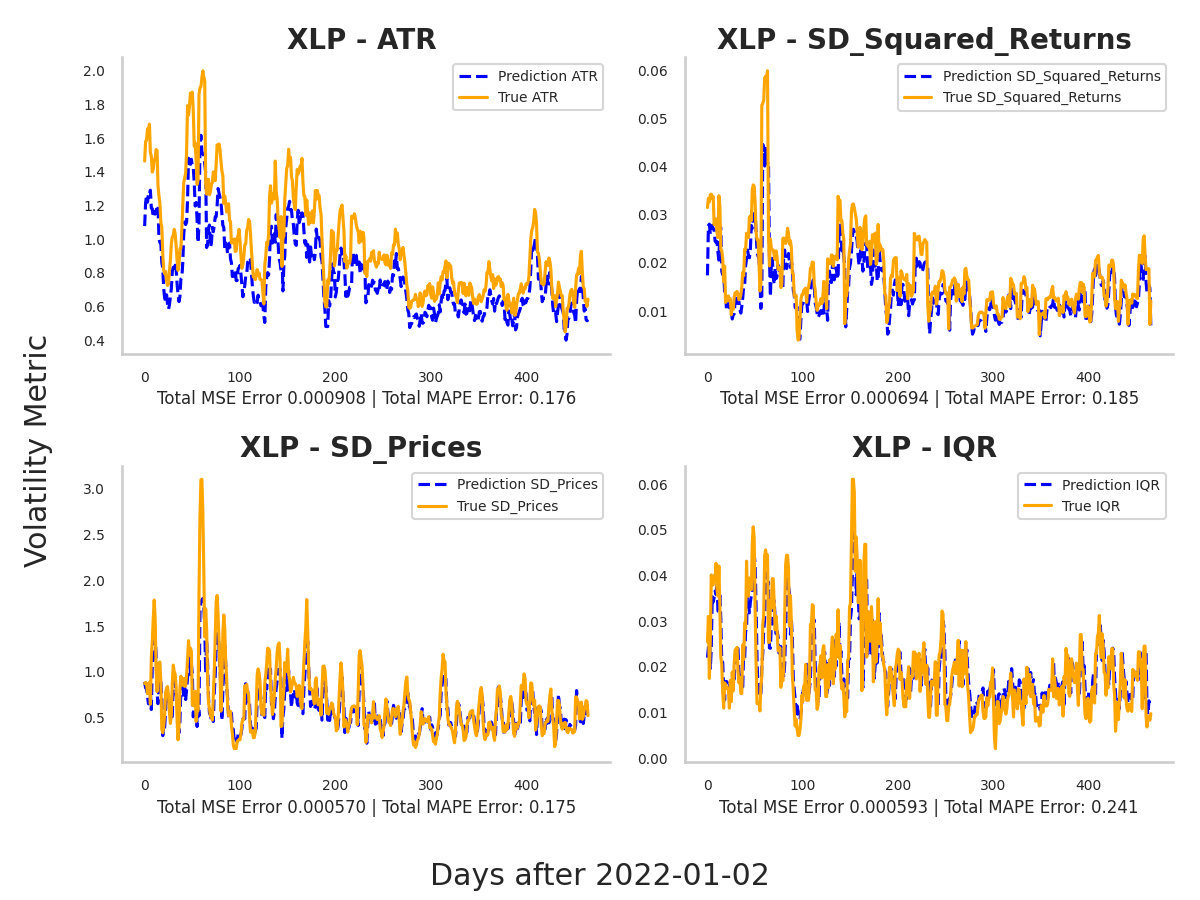 XLP - ATR
2.0
1.8
1.6
1.4
1.2
1.0
0.8
0.6
0.4
0 100 200 300 400
Prediction ATR
True ATR
Total MSE Error 0.000908 | Total MAPE Error: 0.176
XLP - SD_Squared_Returns
0.06
0.05
0.04
0.03
0.02
0.01
0 100 200 300 400
Prediction SD_Squared_Returns
True SD_Squared_Returns
Total MSE Error 0.000694 | Total MAPE Error: 0.185
Volatility Metric
XLP - SD_Prices
3.0
2.5
2.0
1.5
1.0
0.5
0 100 200 300 400
Prediction SD_Prices
True SD_Prices
Total MSE Error 0.000570 | Total MAPE Error: 0.175
XLP - IQR
0.06
0.05
0.04
0.03
0.02
0.01
0.00
0 100 200 300 400
Prediction IQR
True IQR
Total MSE Error 0.000593 | Total MAPE Error: 0.241
Days after 2022-01-02